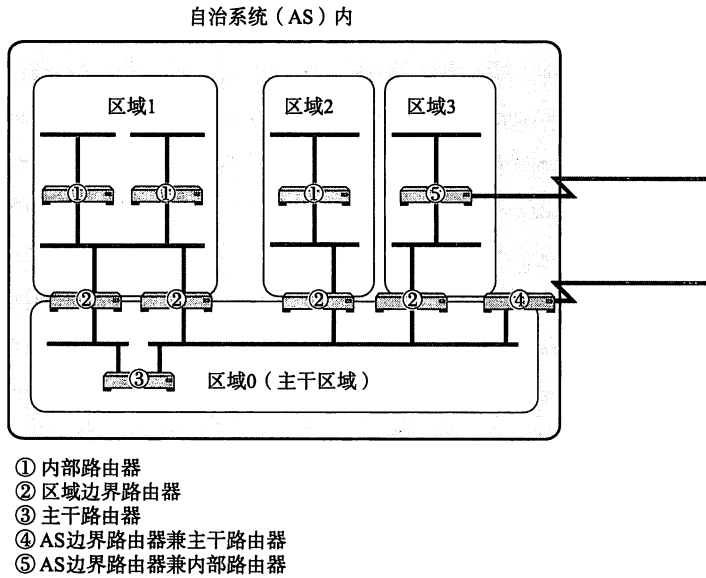 自治系统（AS）内
区域1
区域2
区域3
① ① ① ⑤
② ② ② ② ④
③ 区域0（主干区域）
① 内部路由器
② 区域边界路由器
③ 主干路由器
④ AS边界路由器兼主干路由器
⑤ AS边界路由器兼内部路由器